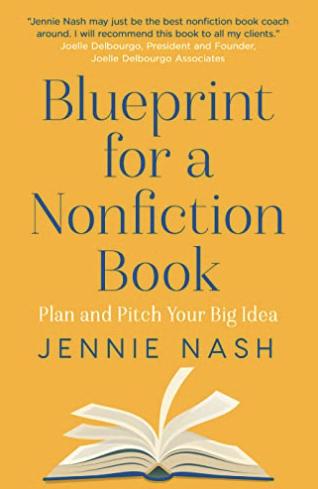 “Jennie Nash may just be the best nonfiction book coach
around. I will recommend this book to all my clients.”
Joelle Delbourgo, President and Founder,
Joelle Delbourgo Associates
Blueprint
for a
Nonfiction
Book
Plan and Pitch Your Big Idea
JENNIE NASH